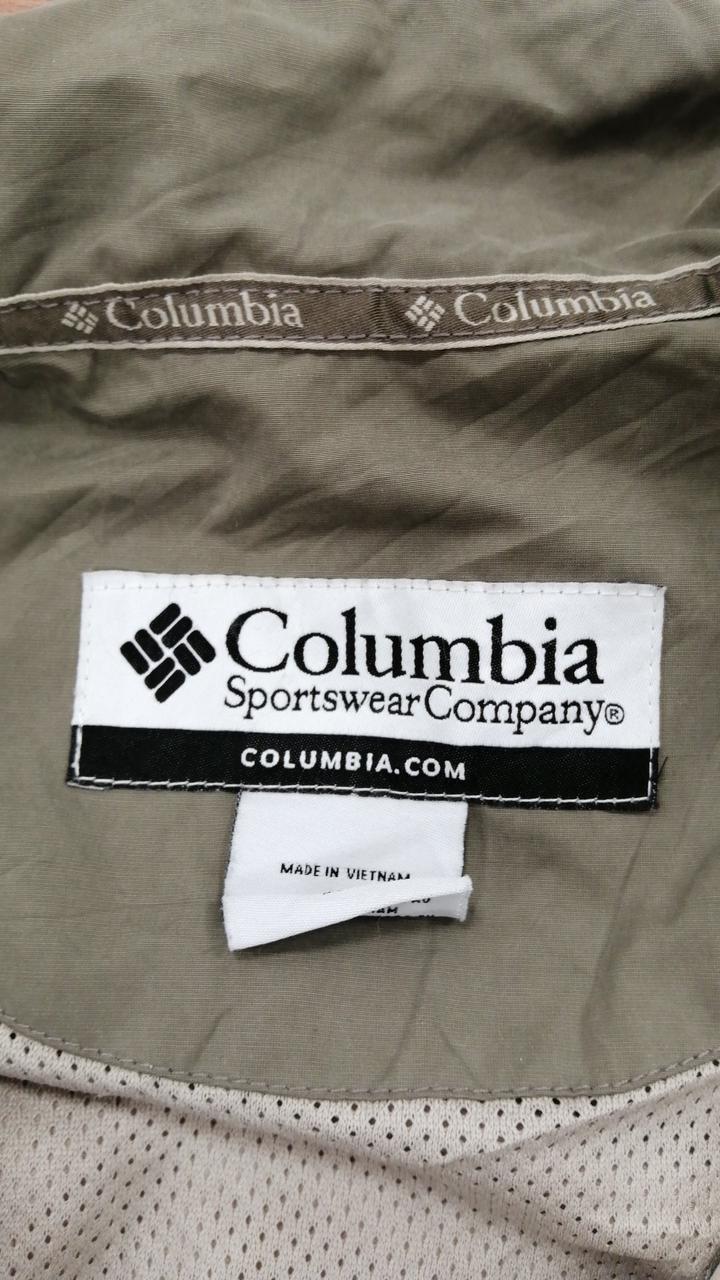 Columbia Columbia
Columbia
Sportswear Company®
COLUMBIA.COM
MADE IN VIETNAM